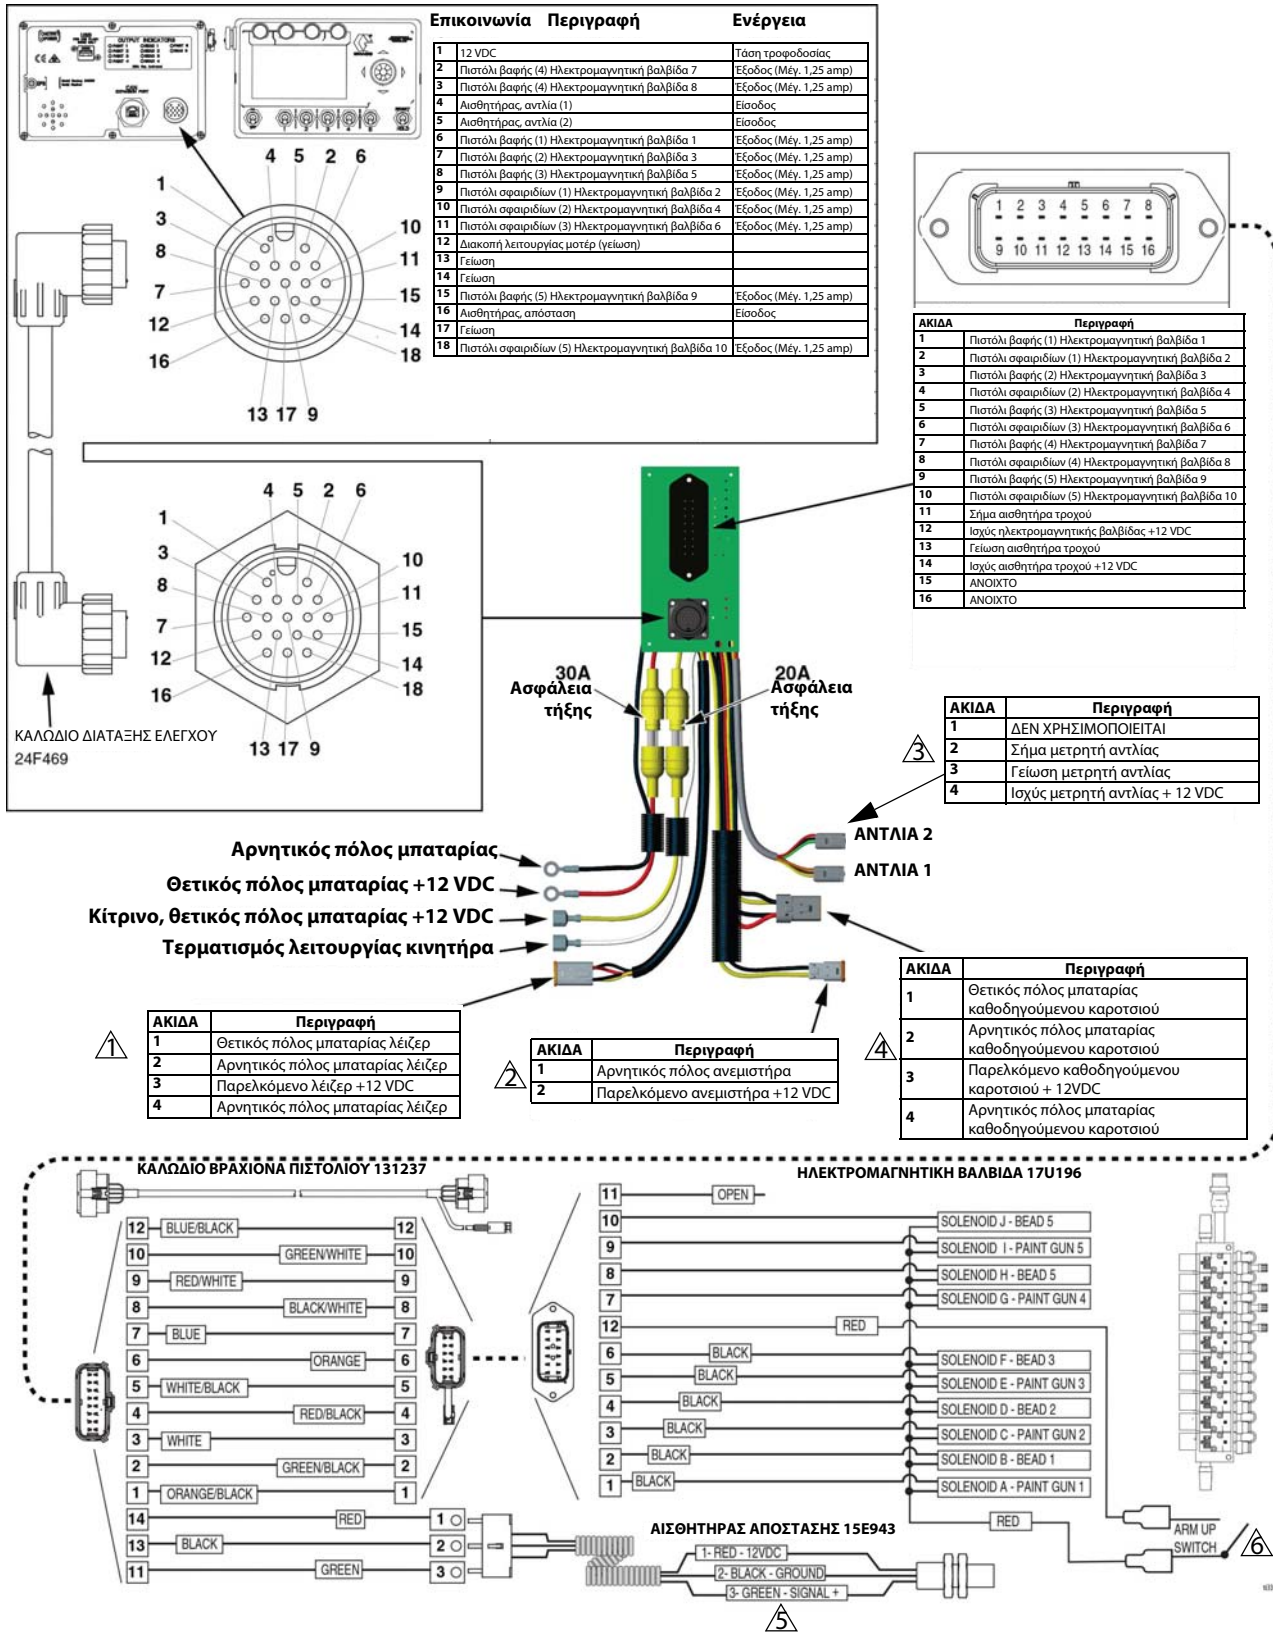 Επικοινωνία Περιγραφή Ενέργεια
1 12 VDC Τάση τροφοδοσίας
2 Πιστόλι βαφής (4) Ηλεκτρομαγνητική βαλβίδα 7 Έξοδος (Μέγ. 1,25 amp)
3 Πιστόλι βαφής (4) Ηλεκτρομαγνητική βαλβίδα 8 Έξοδος (Μέγ. 1,25 amp)
4 Αισθητήρας, αντλία (1) Είσοδος
5 Αισθητήρας, αντλία (2) Είσοδος
6 Πιστόλι βαφής (1) Ηλεκτρομαγνητική βαλβίδα 1 Έξοδος (Μέγ. 1,25 amp)
7 Πιστόλι βαφής (2) Ηλεκτρομαγνητική βαλβίδα 3 Έξοδος (Μέγ. 1,25 amp)
8 Πιστόλι βαφής (3) Ηλεκτρομαγνητική βαλβίδα 5 Έξοδος (Μέγ. 1,25 amp)
9 Πιστόλι σφαιριδίων (1) Ηλεκτρομαγνητική βαλβίδα 2 Έξοδος (Μέγ. 1,25 amp)
10 Πιστόλι σφαιριδίων (2) Ηλεκτρομαγνητική βαλβίδα 4 Έξοδος (Μέγ. 1,25 amp)
11 Πιστόλι σφαιριδίων (3) Ηλεκτρομαγνητική βαλβίδα 6 Έξοδος (Μέγ. 1,25 amp)
12 Διακοπή λειτουργίας μοτέρ (γείωση)
13 Γείωση
14 Γείωση
15 Πιστόλι βαφής (5) Ηλεκτρομαγνητική βαλβίδα 9 Έξοδος (Μέγ. 1,25 amp)
16 Αισθητήρας, απόσταση Είσοδος
17 Γείωση
18 Πιστόλι σφαιριδίων (5) Ηλεκτρομαγνητική βαλβίδα 10 Έξοδος (Μέγ. 1,25 amp)
OUTPUT INDICATORS
CAN
EXPANSION PORT
4 5 2 6
1
3
8
7
12
16
10
11
15
14
18
13 17 9
1 2 3 4 5 6 7 8
9 10 11 12 13 14 15 16
ΑΚΙΔΑ Περιγραφή
1 Πιστόλι βαφής (1) Ηλεκτρομαγνητική βαλβίδα 1
2 Πιστόλι σφαιριδίων (1) Ηλεκτρομαγνητική βαλβίδα 2
3 Πιστόλι βαφής (2) Ηλεκτρομαγνητική βαλβίδα 3
4 Πιστόλι σφαιριδίων (2) Ηλεκτρομαγνητική βαλβίδα 4
5 Πιστόλι βαφής (3) Ηλεκτρομαγνητική βαλβίδα 5
6 Πιστόλι σφαιριδίων (3) Ηλεκτρομαγνητική βαλβίδα 6
7 Πιστόλι βαφής (4) Ηλεκτρομαγνητική βαλβίδα 7
8 Πιστόλι σφαιριδίων (4) Ηλεκτρομαγνητική βαλβίδα 8
9 Πιστόλι βαφής (5) Ηλεκτρομαγνητική βαλβίδα 9
10 Πιστόλι σφαιριδίων (5) Ηλεκτρομαγνητική βαλβίδα 10
11 Σήμα αισθητήρα τροχού
12 Ισχύς ηλεκτρομαγνητικής βαλβίδας +12 VDC
13 Γείωση αισθητήρα τροχού
14 Ισχύς αισθητήρα τροχού +12 VDC
15 ΑΝΟΙΧΤΟ
16 ΑΝΟΙΧΤΟ
4 5 2 6
1
3
8
7
12
16
10
11
15
14
18
13 17 9
ΚΑΛΩΔΙΟ ΔΙΑΤΑΞΗΣ ΕΛΕΓΧΟΥ
24F469
30A
Ασφάλεια
τήξης
20A
Ασφάλεια
τήξης
3
ΑΚΙΔΑ Περιγραφή
1 ΔΕΝ ΧΡΗΣΙΜΟΠΟΙΕΙΤΑΙ
2 Σήμα μετρητή αντλίας
3 Γείωση μετρητή αντλίας
4 Ισχύς μετρητή αντλίας + 12 VDC
ΑΝΤΛΙΑ 2
ΑΝΤΛΙΑ 1
Αρνητικός πόλος μπαταρίας
Θετικός πόλος μπαταρίας +12 VDC
Κίτρινο, θετικός πόλος μπαταρίας +12 VDC
Τερματισμός λειτουργίας κινητήρα
1
ΑΚΙΔΑ Περιγραφή
1 Θετικός πόλος μπαταρίας λέιζερ
2 Αρνητικός πόλος μπαταρίας λέιζερ
3 Παρελκόμενο λέιζερ +12 VDC
4 Αρνητικός πόλος μπαταρίας λέιζερ
2
ΑΚΙΔΑ Περιγραφή
1 Αρνητικός πόλος ανεμιστήρα
2 Παρελκόμενο ανεμιστήρα +12 VDC
4
ΑΚΙΔΑ Περιγραφή
1 Θετικός πόλος μπαταρίας
καθοδηγούμενου καροτσιού
2 Αρνητικός πόλος μπαταρίας
καθοδηγούμενου καροτσιού
3 Παρελκόμενο καθοδηγούμενου
καροτσιού + 12VDC
4 Αρνητικός πόλος μπαταρίας
καθοδηγούμενου καροτσιού
ΚΑΛΩΔΙΟ ΒΡΑΧΙΟΝΑ ΠΙΣΤΟΛΙΟΥ 131237
12 BLUE/BLACK 12
10 GREEN/WHITE 10
9 RED/WHITE 9
8 BLACK/WHITE 8
7 BLUE 7
6 ORANGE 6
5 WHITE/BLACK 5
4 RED/BLACK 4
3 WHITE 3
2 GREEN/BLACK 2
1 ORANGE/BLACK 1
14 RED 1
13 BLACK 2
11 GREEN 3
ΗΛΕΚΤΡΟΜΑΓΝΗΤΙΚΗ ΒΑΛΒΙΔΑ 17U196
11 OPEN
10 SOLENOID J - BEAD 5
9 SOLENOID I - PAINT GUN 5
8 SOLENOID H - BEAD 5
7 SOLENOID G - PAINT GUN 4
12 RED
6 BLACK SOLENOID F - BEAD 3
5 BLACK SOLENOID E - PAINT GUN 3
4 BLACK SOLENOID D - BEAD 2
3 BLACK SOLENOID C - PAINT GUN 2
2 BLACK SOLENOID B - BEAD 1
1 BLACK SOLENOID A - PAINT GUN 1
RED
ARM UP
SWITCH
6
ΑΙΣΘΗΤΗΡΑΣ ΑΠΟΣΤΑΣΗΣ 15E943
1- RED - 12VDC
2- BLACK - GROUND
3- GREEN - SIGNAL +
5